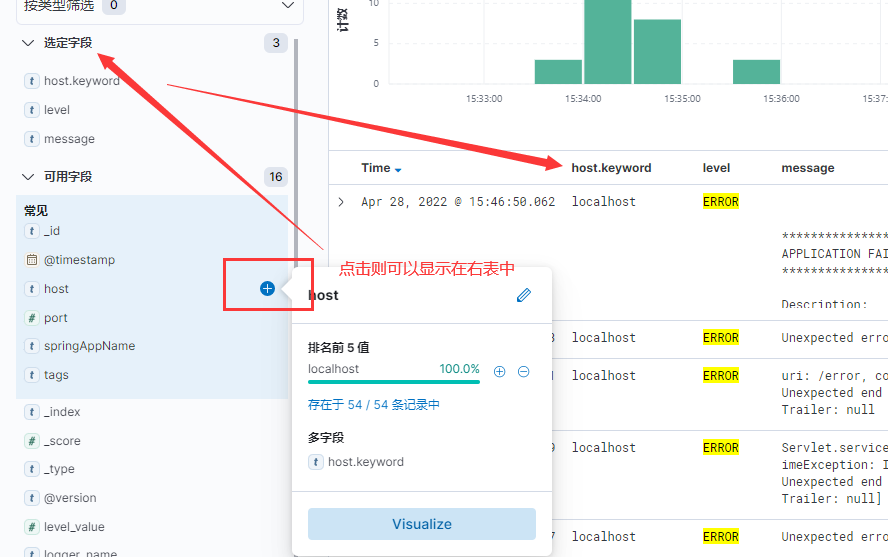 按类型筛选 0
选定字段 3
host.keyword
level
message
可用字段 16
常见
_id
@timestamp
host
port
springAppName
tags
_index
_score
_type
@version
level_value
logger_name
计数
10
5
0
15:33:00 15:34:00 15:35:00 15:36:00 15:37:
Time host.keyword level message
Apr 28, 2022 @ 15:46:50.062 localhost ERROR
****************
APPLICATION FAI
****************
Description:
点击则可以显示在右表中
host
排名前 5 值
localhost 100.0%
存在于 54 / 54 条记录中
多字段
host.keyword
Visualize
localhost ERROR Unexpected erro
localhost ERROR uri: /error, co
Unexpected end
Trailer: null
9 localhost ERROR Servlet.service
imeException: I
Unexpected end
Trailer: null]
7 localhost ERROR Unexpected erro